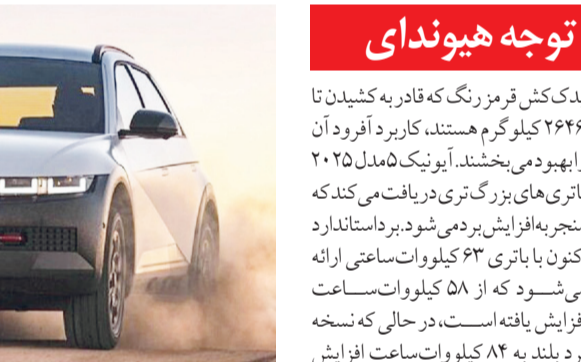 توجه هیوندای
یدک‌کش قرمز رنگ که قادر به کشیدن تا
۲۶۴۶ کیلوگرم هستند، کاربرد آفرود آن
را بهبود می‌بخشند. آیونیک ۵ مدل ۲۰۲۵
باتری‌های بزرگ‌تری دریافت می‌کند که
منجر به افزایش برد می‌شود. برد استاندارد
اکنون با باتری ۶۳ کیلووات‌ساعتی ارائه
می‌شود که از ۵۸ کیلووات‌ساعت
افزایش یافته است، در حالی که نسخه
برد بلند به ۸۴ کیلووات‌ساعت افزایش